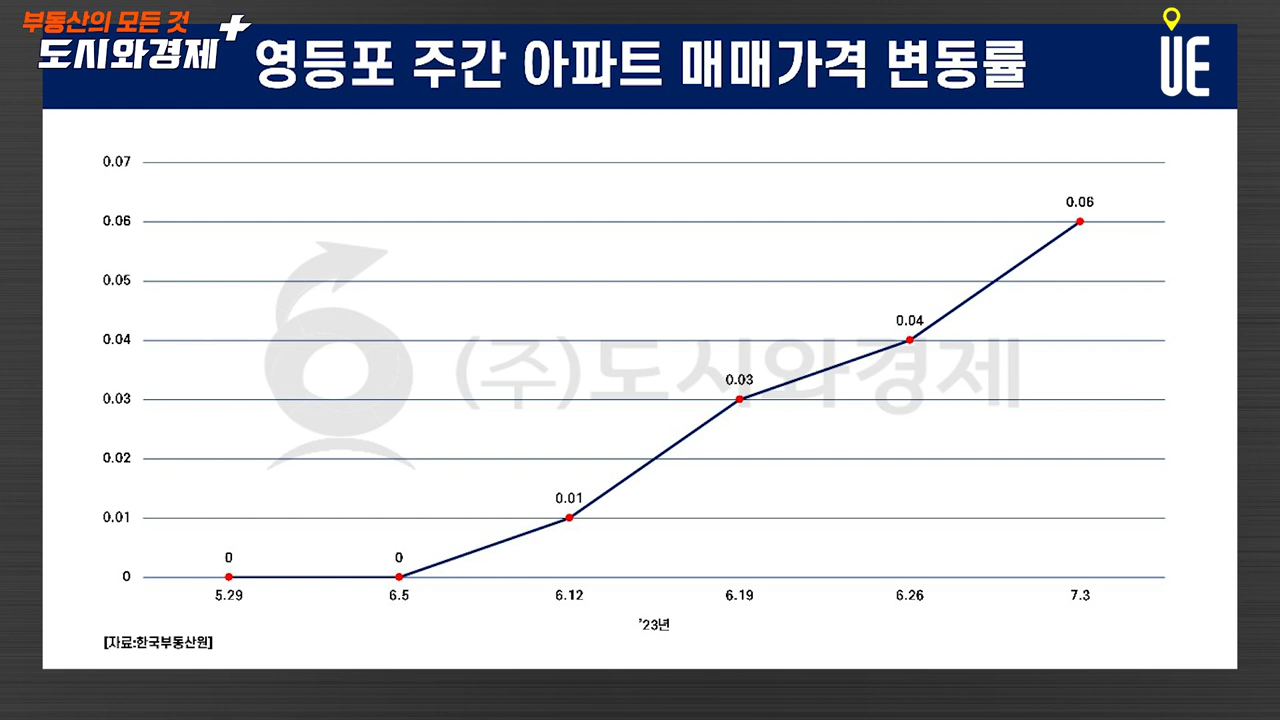 부동산의 모든 것
도시와경제
영등포 주간 아파트 매매가격 변동률
UE
0.07
0.06
0.05
0.04
0.03
0.02
0.01
0
0
0
0.01
0.03
0.04
0.06
(주)도시와경제
5.29 6.5 6.12 6.19 6.26 7.3
'23년
[자료:한국부동산원]